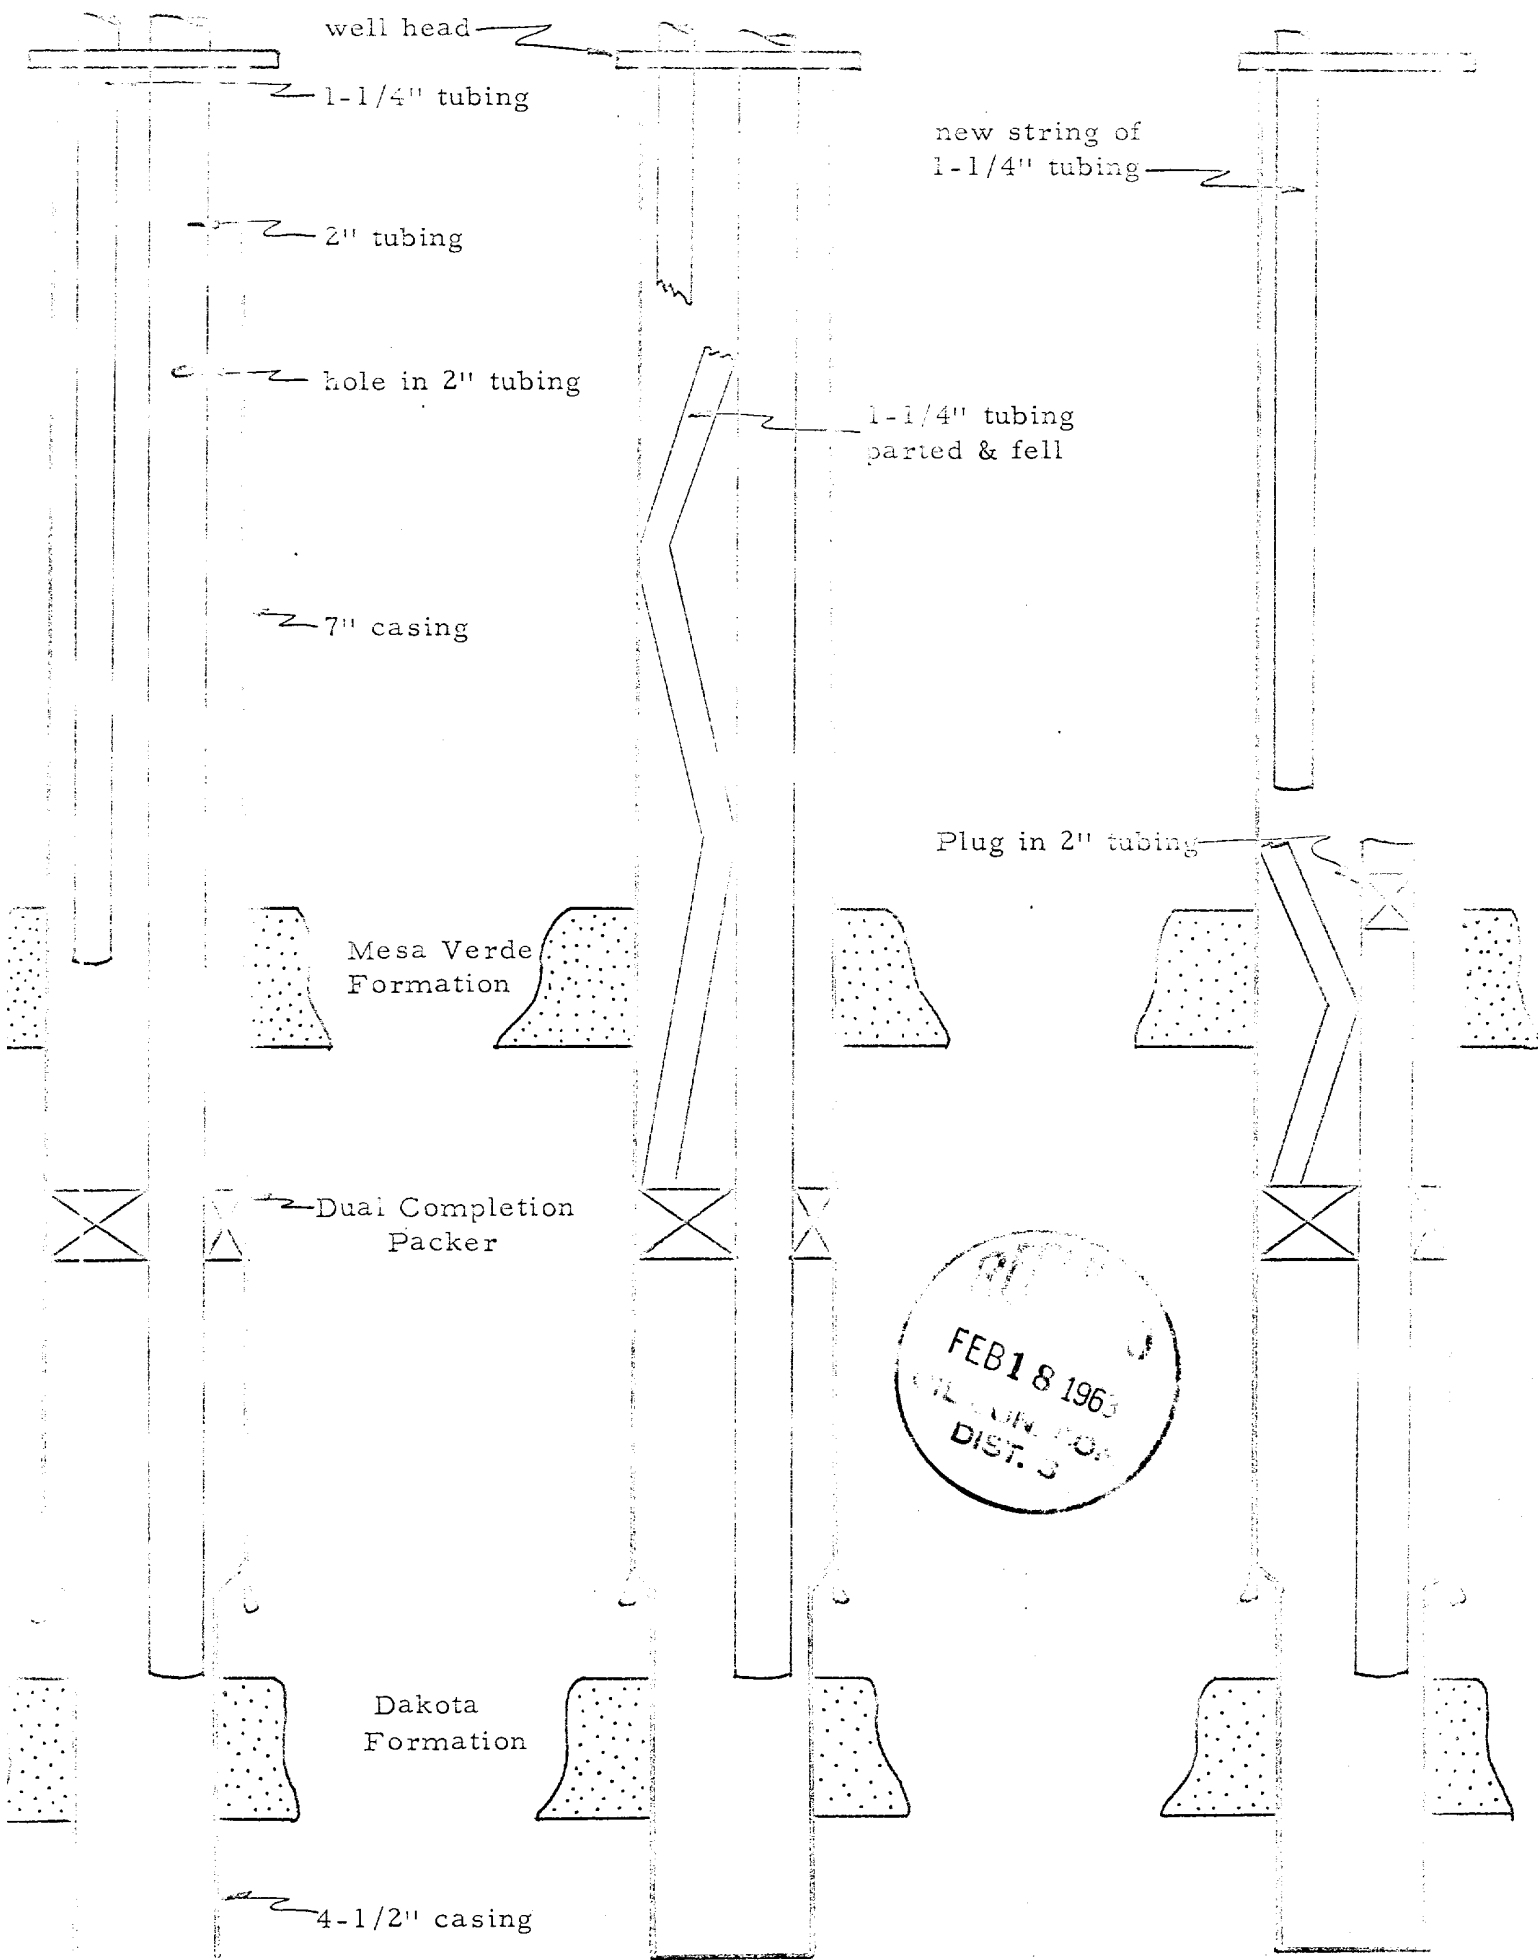 well head
1-1/4" tubing
new string of
1-1/4" tubing
2" tubing
hole in 2" tubing
1-1/4" tubing
parted & fell
7" casing
Plug in 2" tubing
Mesa Verde
Formation
Dual Completion
Packer
FEB 18 1963
DIST. 3
Dakota
Formation
4-1/2" casing